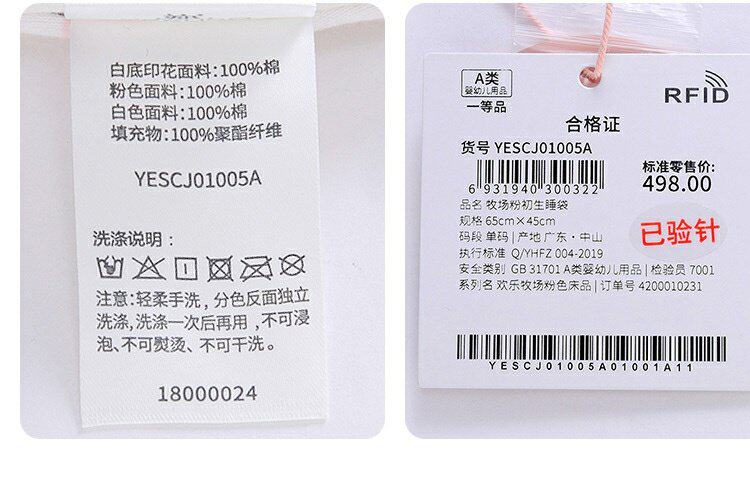 白底印花面料：100%棉
粉色面料：100%棉
白色面料：100%棉
填充物：100%聚酯纤维
YESCJ01005A
洗涤说明：
注意：轻柔手洗，分色反面独立
洗涤，洗涤一次后再用，不可浸
泡、不可熨烫、不可干洗。
18000024
A类
婴幼儿用品
一等品
RFID
合格证
货号 YESCJ01005A
6 931940 300322
标准零售价：
498.00
品名 牧场粉初生睡袋
规格 65cm×45cm
码段 单码 | 产地 广东·中山
执行标准 Q/YHFZ 004-2019
安全类别 GB 31701 A类婴幼儿用品 | 检验员 7001
系列名 欢乐牧场粉色床品 | 订单号 4200010231
已验针
YESCJ01005A01001A11